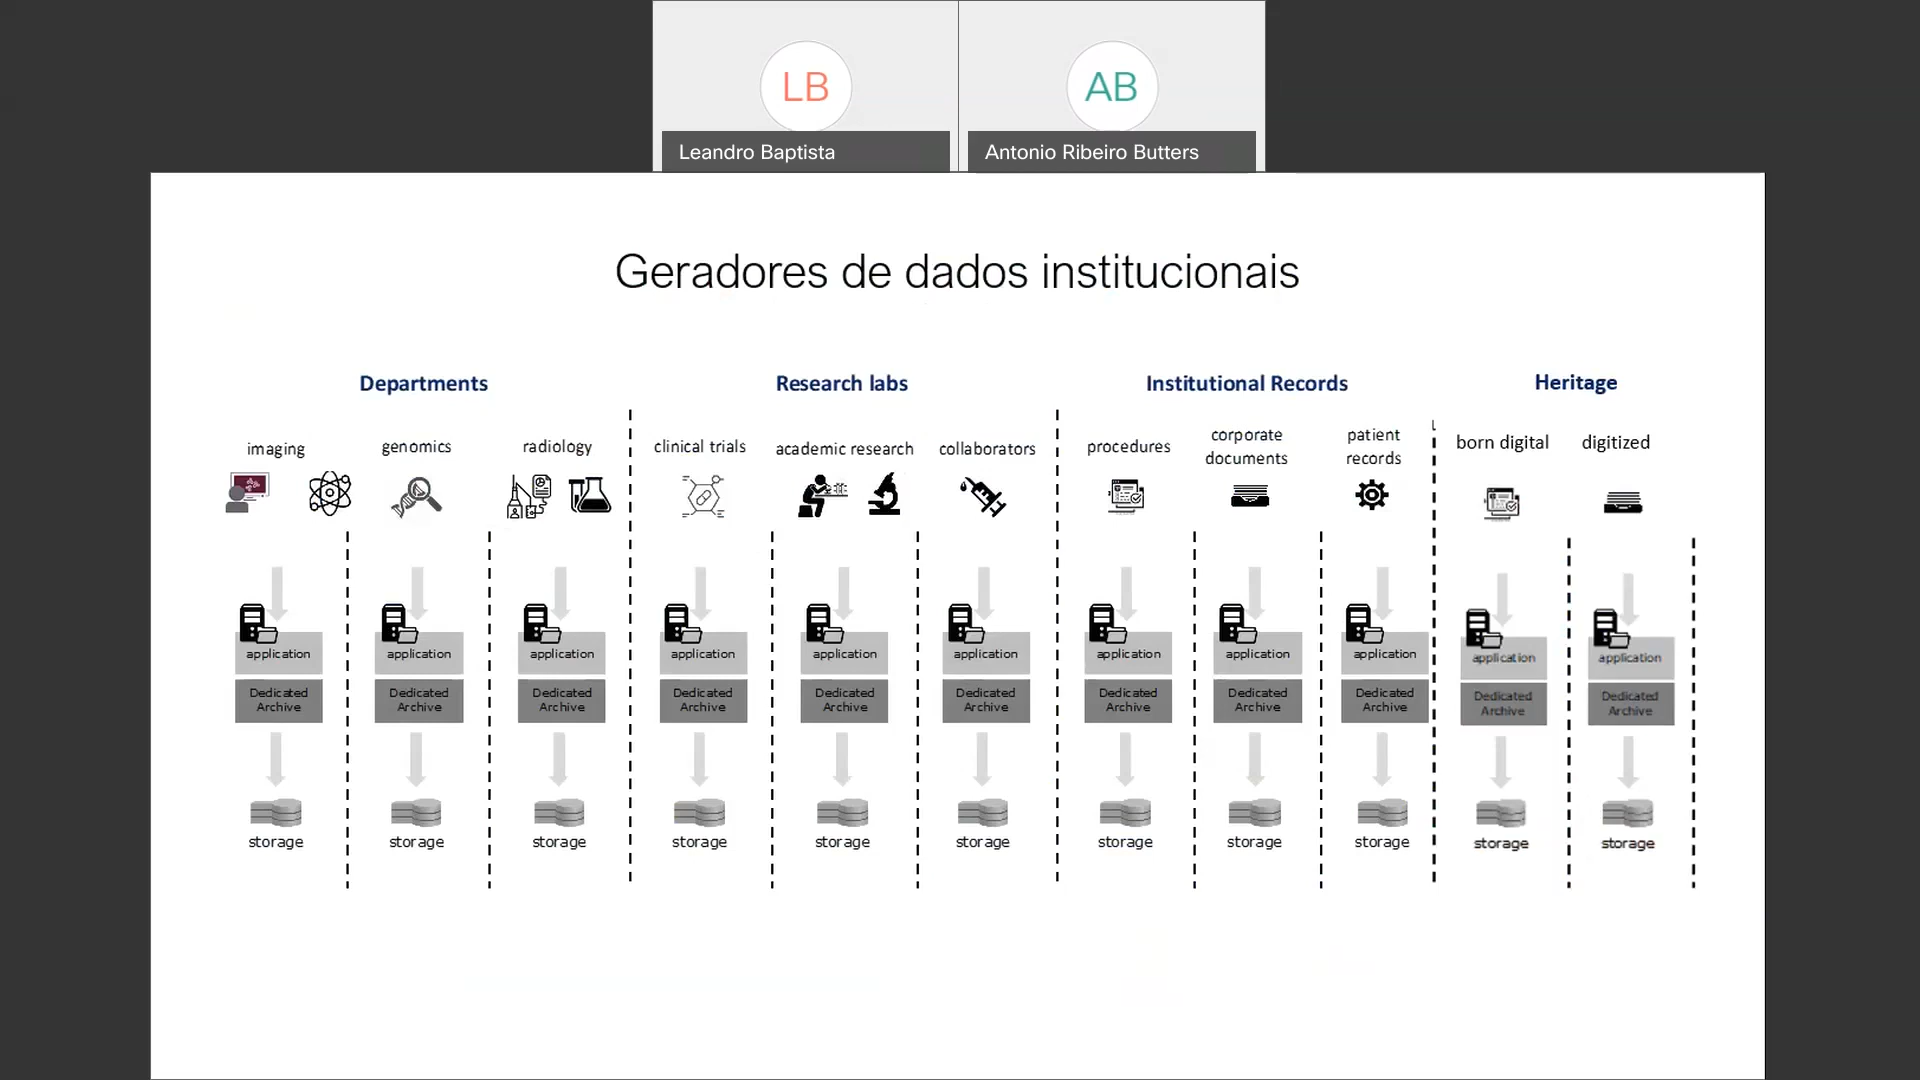 LB
AB
Leandro Baptista
Antonio Ribeiro Butters
Geradores de dados institucionais
Departments
Research labs
Institutional Records
Heritage
imaging
genomics
radiology
clinical trials
academic research
collaborators
procedures
corporate
documents
patient
records
born digital
digitized
application
application
application
application
application
application
application
application
application
application
application
Dedicated
Archive
Dedicated
Archive
Dedicated
Archive
Dedicated
Archive
Dedicated
Archive
Dedicated
Archive
Dedicated
Archive
Dedicated
Archive
Dedicated
Archive
Dedicated
Archive
Dedicated
Archive
storage
storage
storage
storage
storage
storage
storage
storage
storage
storage
storage